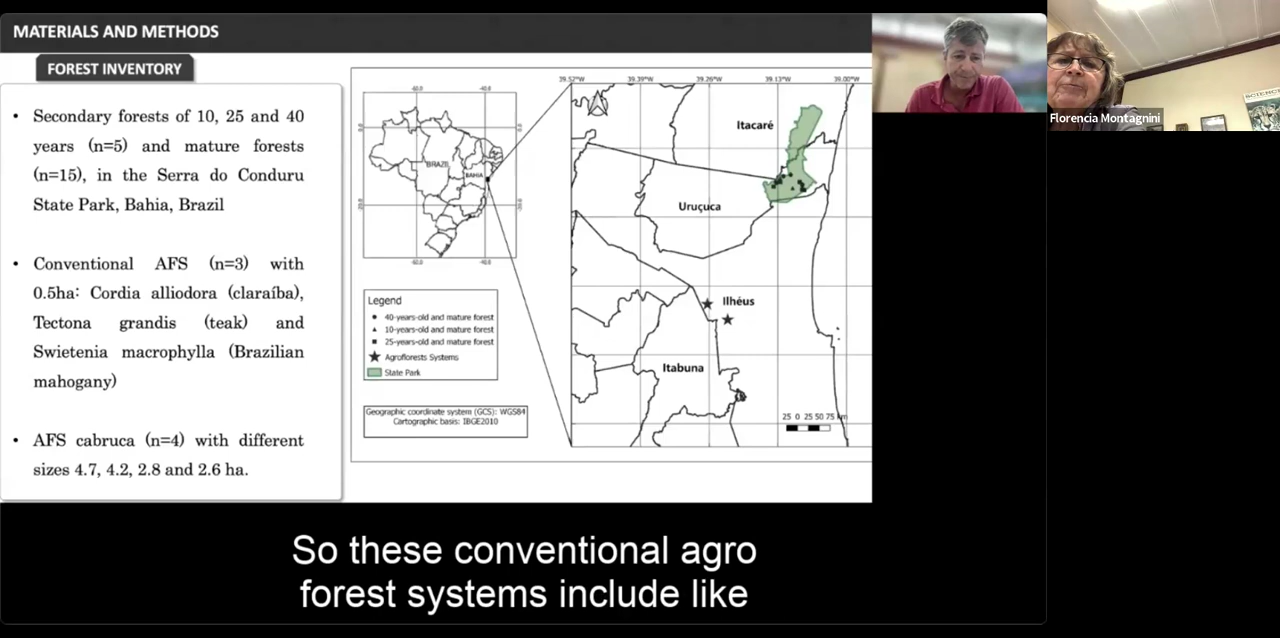 MATERIALS AND METHODS
FOREST INVENTORY
• Secondary forests of 10, 25 and 40
years (n=5) and mature forests
(n=15), in the Serra do Conduru
State Park, Bahia, Brazil
• Conventional AFS (n=3) with
0.5ha: Cordia alliodora (claraíba),
Tectona grandis (teak) and
Swietenia macrophylla (Brazilian
mahogany)
• AFS cabruca (n=4) with different
sizes 4.7, 4.2, 2.8 and 2.6 ha.
39.52°W 39.39°W 39.26°W 39.13°W 39.00°W
BRAZIL
BAHIA
Itacaré
Uruçuca
Ilhéus
Itabuna
Legend
40-years-old and mature forest
10-years-old and mature forest
25-years-old and mature forest
Agroforests Systems
State Park
Geographic coordinate system (GCS): WGS84
Cartographic basis: IBGE2010
25 0 25 50 75 km
Florencia Montagnini
So these conventional agro
forest systems include like